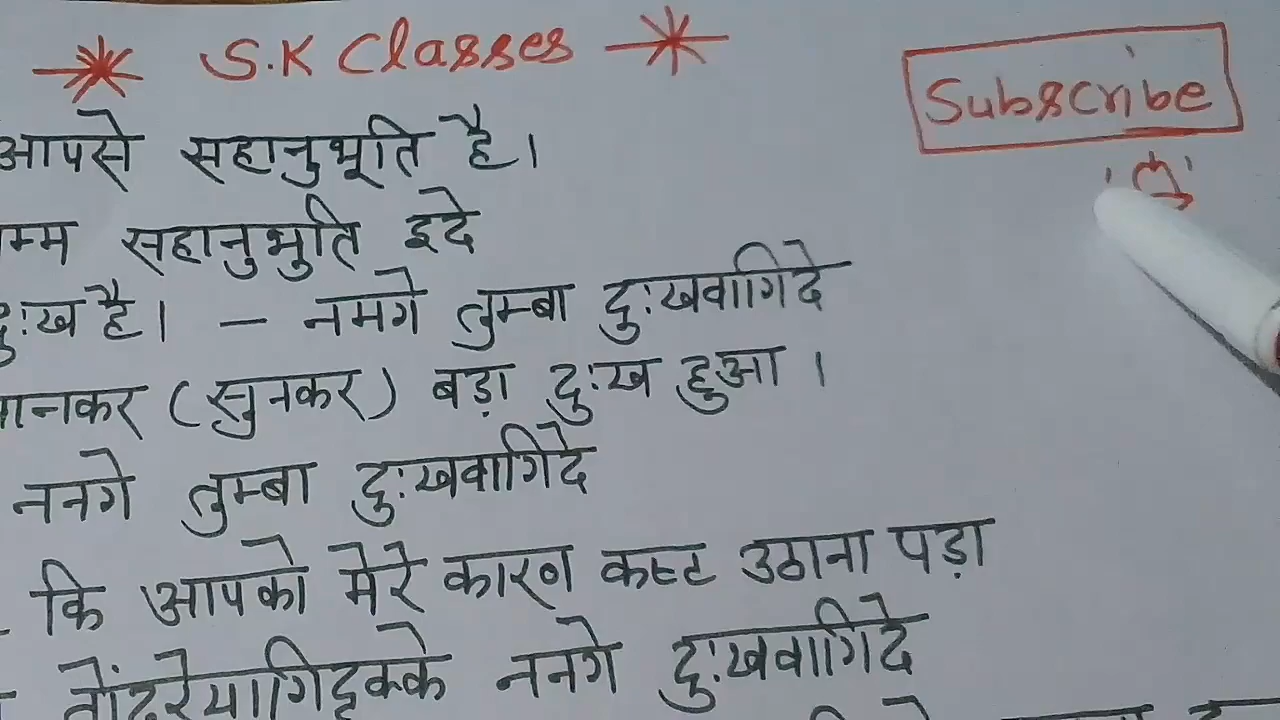 S.K Classes
Subscribe
आपसे सहानुभूति है।
सहानुभुति इदे
दुःख है। - नमगे तुम्बा दुःखवागिदे
(सुनकर) बड़ा दुःख हुआ ।
ननगे तुम्बा दुःखवागिदे
कि आपको मेरे कारण कष्ट उठाना पड़ा
तोंदरेयागिद्दक्के ननगे दुःखवागिदे